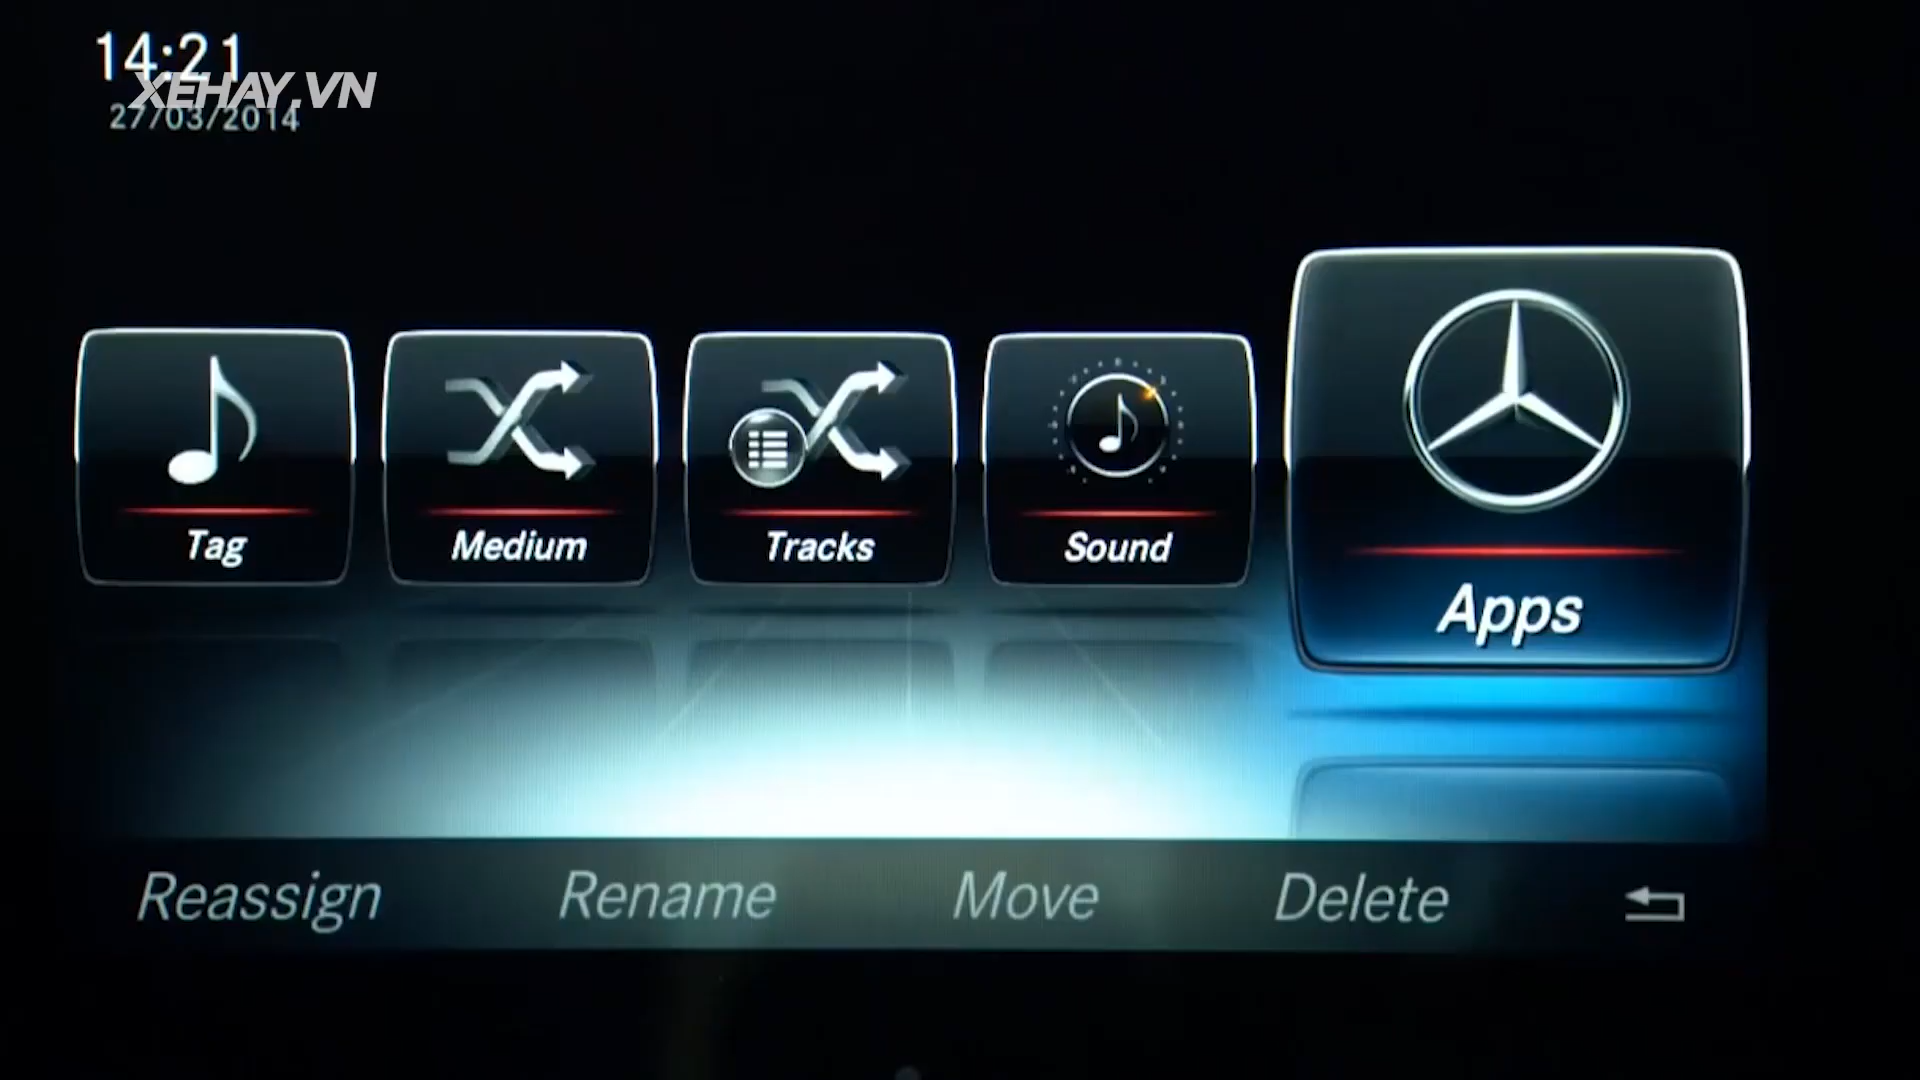 14:21
XEHAY.VN
27/03/2014
Tag
Medium
Tracks
Sound
Apps
Reassign
Rename
Move
Delete